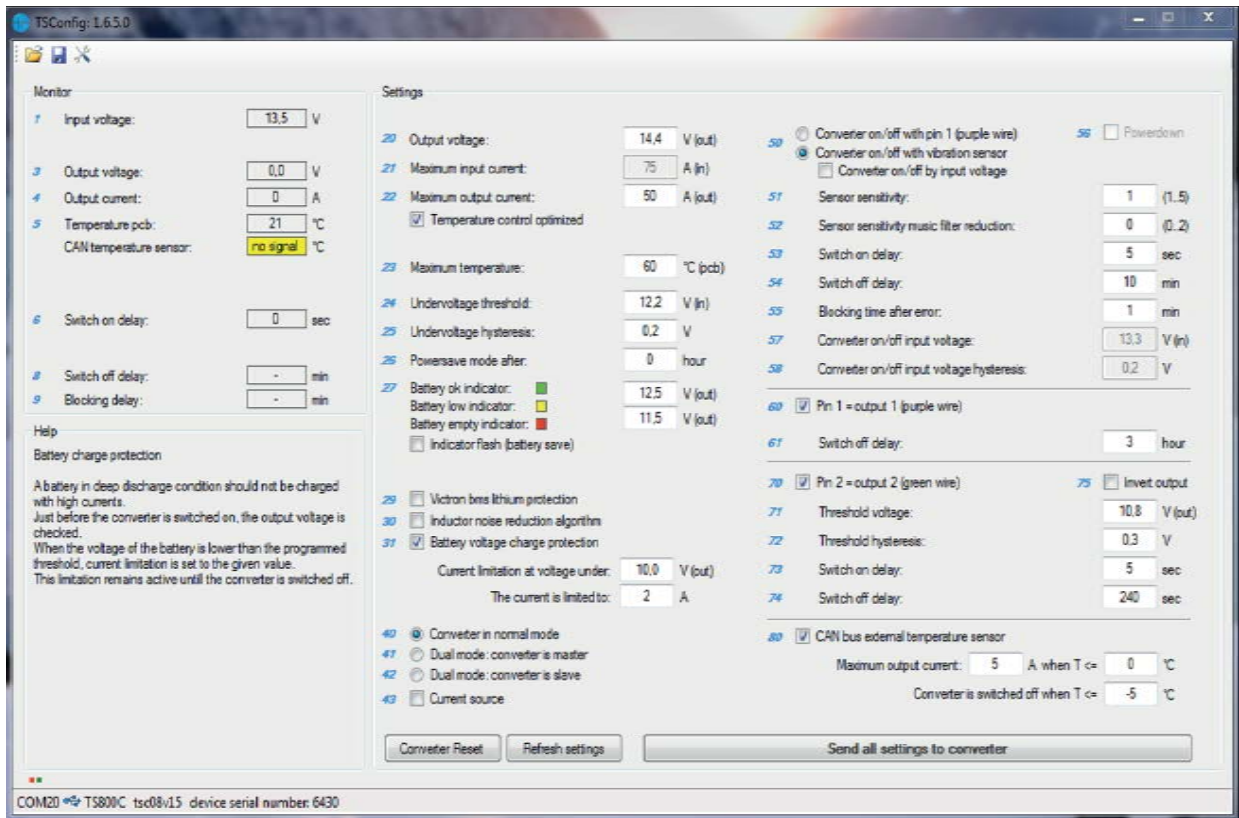 TSConfig: 1.6.5.0
Monitor
1 Input voltage: 13,5 V
3 Output voltage: 0,0 V
4 Output current: 0 A
5 Temperature pcb: 21 °C
CAN temperature sensor: no signal °C
6 Switch on delay: 0 sec
8 Switch off delay: - min
9 Blocking delay: - min
Help
Battery charge protection
A battery in deep discharge condition should not be charged
with high currents.
Just before the converter is switched on, the output voltage is
checked.
When the voltage of the battery is lower than the programmed
threshold, current limitation is set to the given value.
This limitation remains active until the converter is switched off.
Settings
20 Output voltage: 14,4 V (out)
21 Maximum input current: 75 A (in)
22 Maximum output current: 50 A (out)
Temperature control optimized
23 Maximum temperature: 60 °C (pcb)
24 Undervoltage threshold: 12,2 V (in)
25 Undervoltage hysteresis: 0,2 V
26 Powersave mode after: 0 hour
27 Battery ok indicator: 12,5 V (out)
Battery low indicator:
Battery empty indicator: 11,5 V (out)
Indicator flash (battery save)
29 Victron bms lithium protection
30 Inductor noise reduction algorithm
31 Battery voltage charge protection
Current limitation at voltage under: 10,0 V (out)
The current is limited to: 2 A
40 Converter in normal mode
41 Dual mode: converter is master
42 Dual mode: converter is slave
43 Current source
Converter Reset Refresh settings
50 Converter on/off with pin 1 (purple wire) 56 Powerdown
Converter on/off with vibration sensor
Converter on/off by input voltage
51 Sensor sensitivity: 1 (1..5)
52 Sensor sensitivity music filter reduction: 0 (0..2)
53 Switch on delay: 5 sec
54 Switch off delay: 10 min
55 Blocking time after error: 1 min
57 Converter on/off input voltage: 13,3 V (in)
58 Converter on/off input voltage hysteresis: 0,2 V
60 Pin 1 = output 1 (purple wire)
61 Switch off delay: 3 hour
70 Pin 2 = output 2 (green wire) 75 Invert output
71 Threshold voltage: 10,8 V (out)
72 Threshold hysteresis: 0,3 V
73 Switch on delay: 5 sec
74 Switch off delay: 240 sec
80 CAN bus external temperature sensor
Maximum output current: 5 A when T <= 0 °C
Converter is switched off when T <= -5 °C
Send all settings to converter
COM20 TS800C tsc08v15 device serial number: 6430